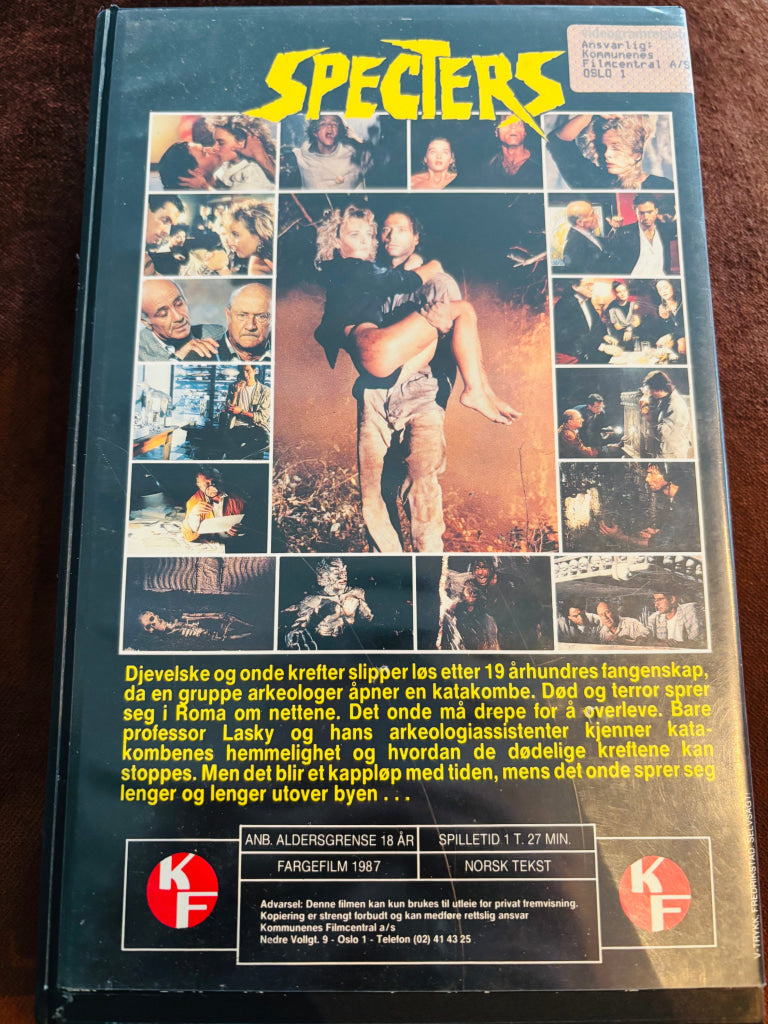 videogramregist
Ansvarlig:
Kommunenes
Filmcentral A/S
OSLO 1
SPECTERS
Djevelske og onde krefter slipper løs etter 19 århundres fangenskap,
da en gruppe arkeologer åpner en katakombe. Død og terror sprer
seg i Roma om nettene. Det onde må drepe for å overleve. Bare
professor Lasky og hans arkeologiassistenter kjenner kata-
kombenes hemmelighet og hvordan de dødelige kreftene kan
stoppes. Men det blir et kappløp med tiden, mens det onde sprer seg
lenger og lenger utover byen . . .
ANB. ALDERSGRENSE 18 ÅR
SPILLETID 1 T. 27 MIN.
FARGEFILM 1987
NORSK TEKST
KF
Advarsel: Denne filmen kan kun brukes til utleie for privat fremvisning.
Kopiering er strengt forbudt og kan medføre rettslig ansvar
Kommunenes Filmcentral a/s
Nedre Vollgt. 9 - Oslo 1 - Telefon (02) 41 43 25
KF
V-TRYKK, FREDRIKSTAD. SELVSAGT!